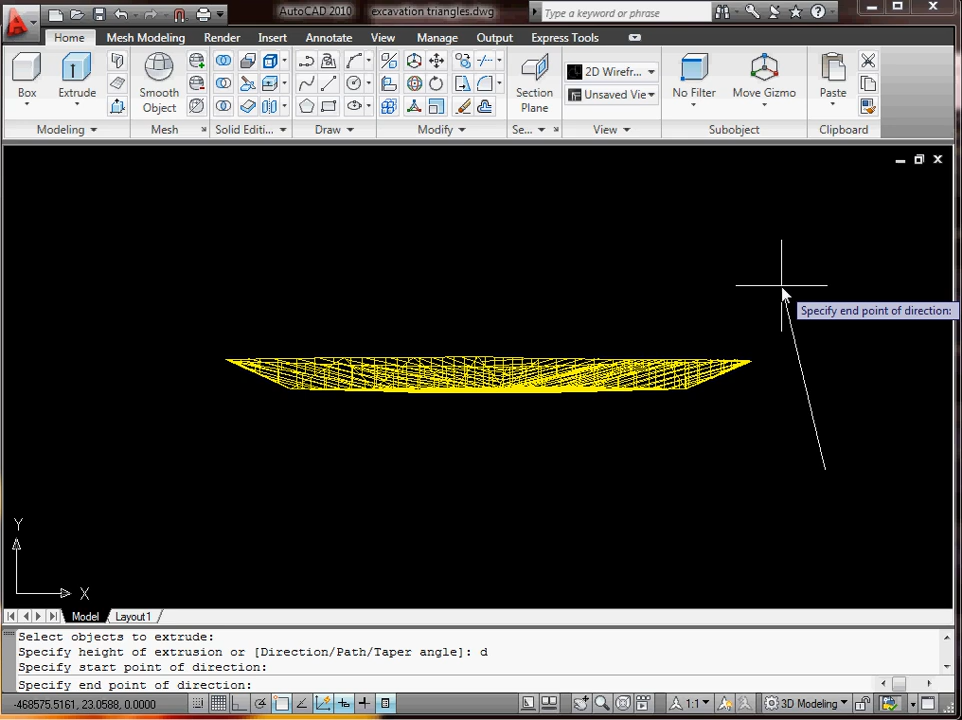 AutoCAD 2010 excavation triangles.dwg Type a keyword or phrase
Home Mesh Modeling Render Insert Annotate View Manage Output Express Tools
Box Extrude Smooth Object Section Plane 2D Wirefr... Unsaved Vie No Filter Move Gizmo Paste
Modeling Mesh Solid Editi... Draw Modify Se... View Subobject Clipboard
Specify end point of direction:
Y
X
Model Layout1
Select objects to extrude:
Specify height of extrusion or [Direction/Path/Taper angle]: d
Specify start point of direction:
Specify end point of direction:
-468575.5161, 23.0588, 0.0000 1:1 3D Modeling